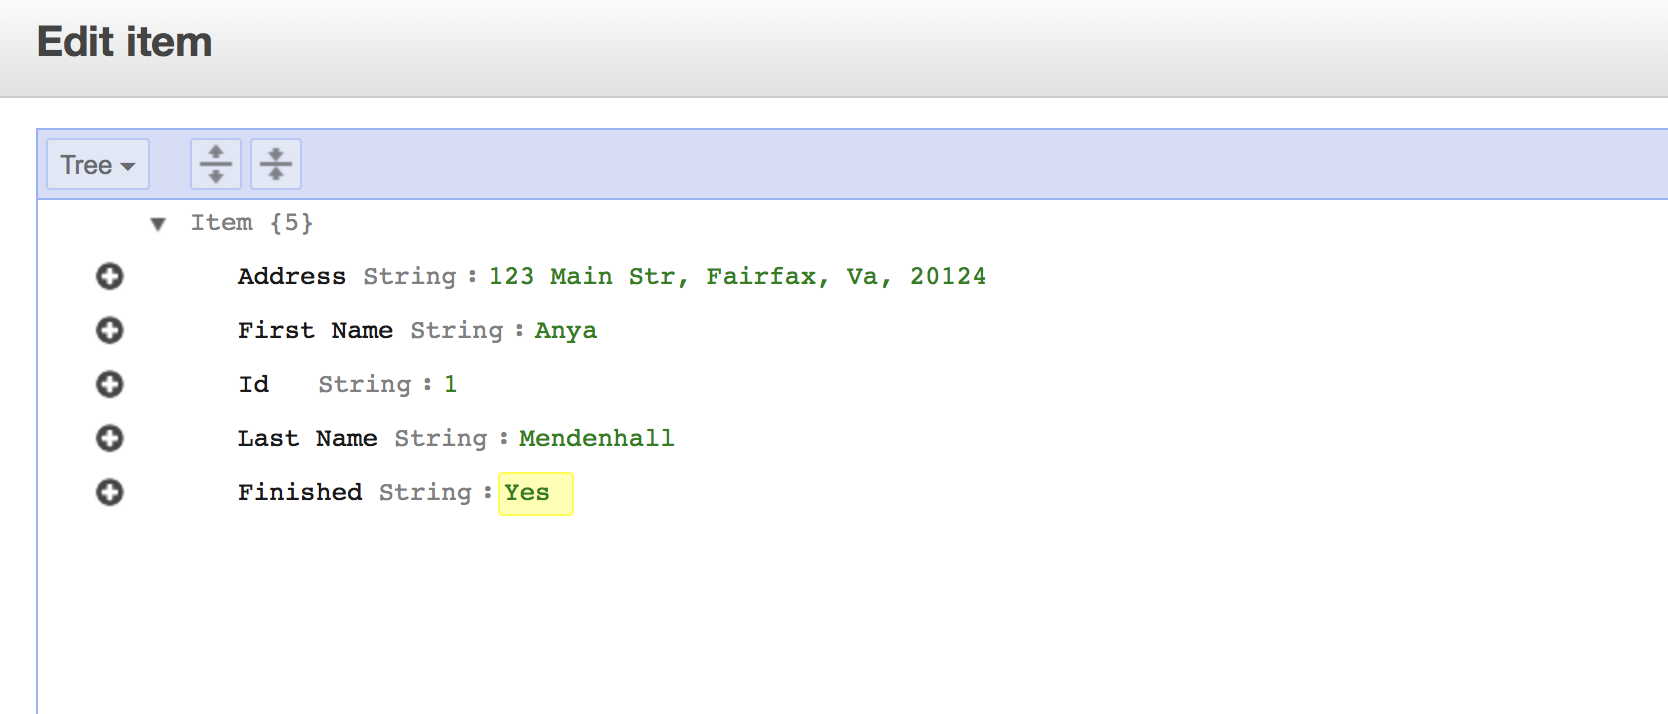 Edit item
Tree
Item {5}
Address String : 123 Main Str, Fairfax, Va, 20124
First Name String : Anya
Id String : 1
Last Name String : Mendenhall
Finished String : Yes